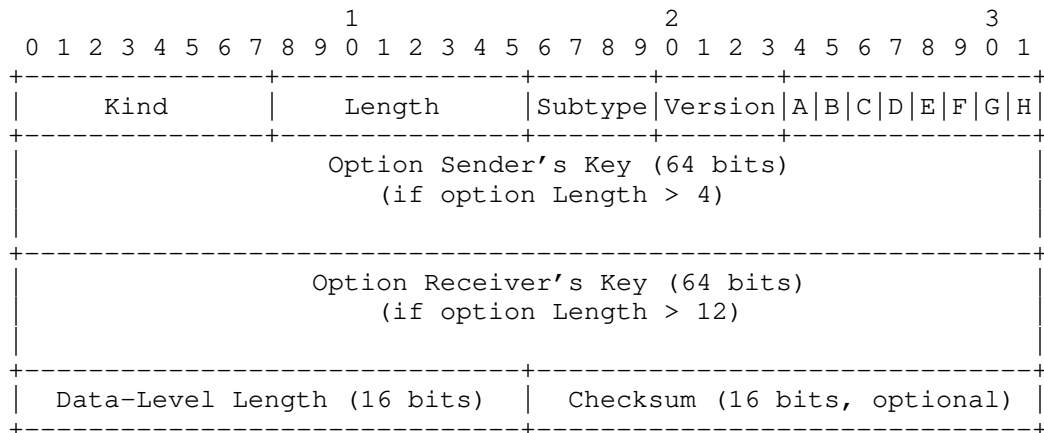 1                   2                   3
 0 1 2 3 4 5 6 7 8 9 0 1 2 3 4 5 6 7 8 9 0 1 2 3 4 5 6 7 8 9 0 1
+---------------+---------------+-------+-------+---------------+
|     Kind      |    Length     |Subtype|Version|A|B|C|D|E|F|G|H|
+---------------+---------------+-------+-------+---------------+
|                   Option Sender's Key (64 bits)               |
|                      (if option Length > 4)                   |
|                                                               |
+---------------------------------------------------------------+
|                  Option Receiver's Key (64 bits)              |
|                      (if option Length > 12)                  |
|                                                               |
+-------------------------------+-------------------------------+
|  Data-Level Length (16 bits)  |  Checksum (16 bits, optional) |
+-------------------------------+-------------------------------+